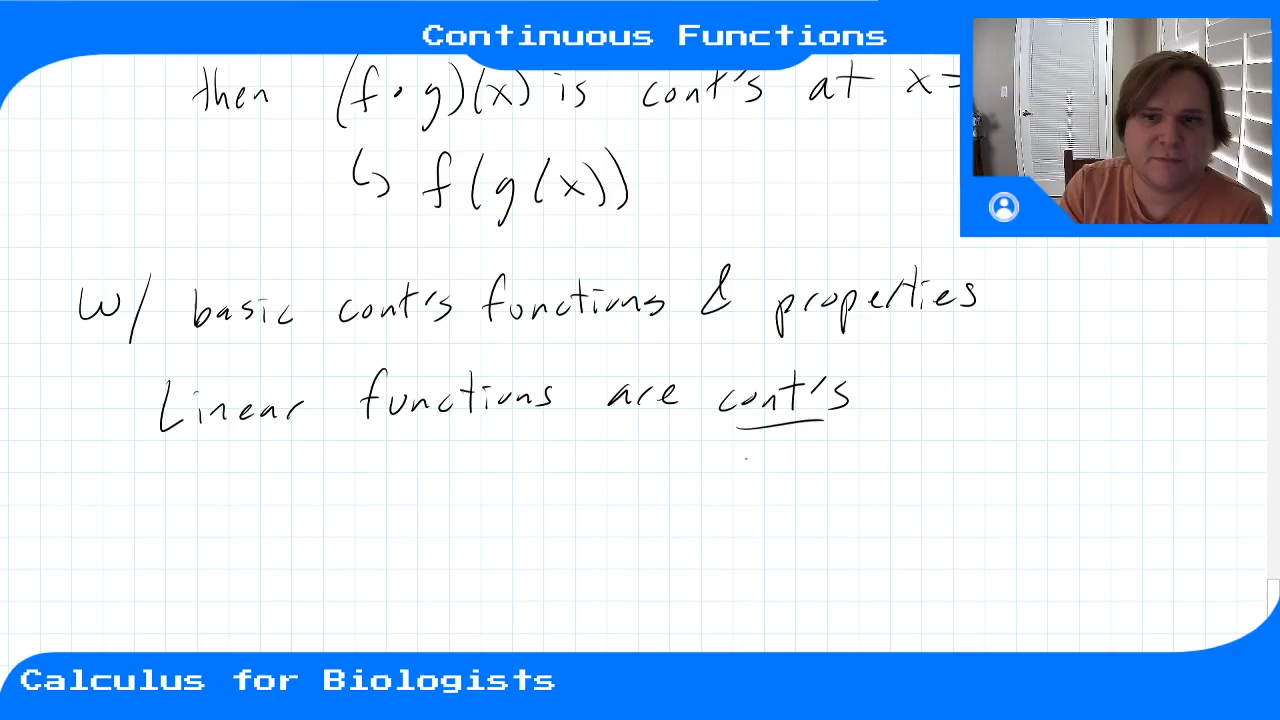 Continuous Functions
then (f∘g)(x) is cont's at x=
↳ f(g(x))
w/ basic cont's functions & properties
Linear functions are cont's
Calculus for Biologists